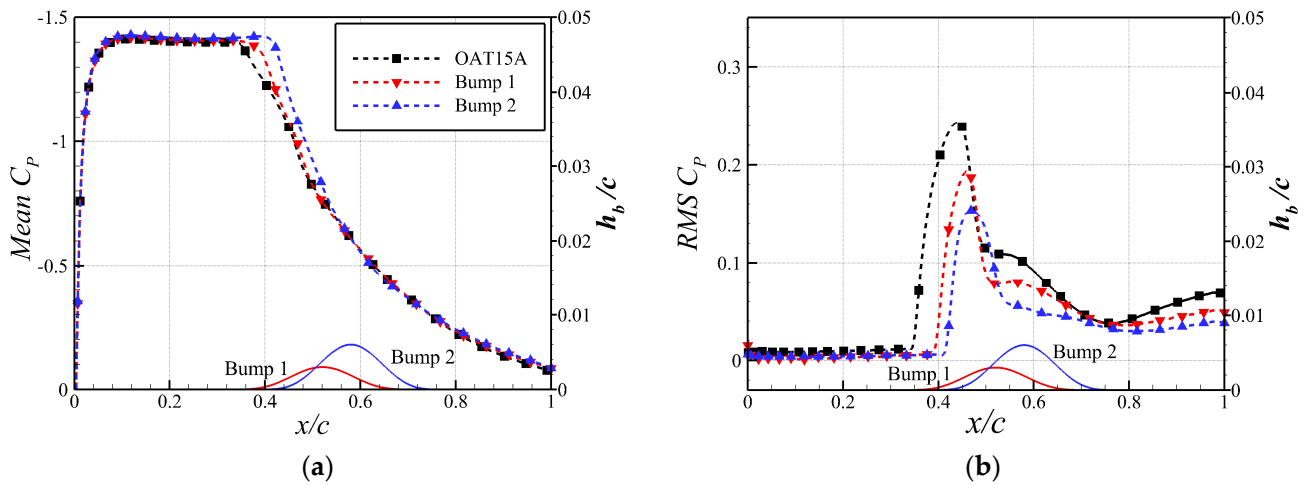 -1.5
-1
-0.5
0
Mean C_P
0 0.2 0.4 0.6 0.8 1
x/c
0.05
0.04
0.03
0.02
0.01
0
h_b/c
OAT15A
Bump 1
Bump 2
Bump 1
Bump 2
(a)
0.3
0.2
0.1
0
RMS C_P
0 0.2 0.4 0.6 0.8 1
x/c
0.05
0.04
0.03
0.02
0.01
0
h_b/c
Bump 1
Bump 2
(b)